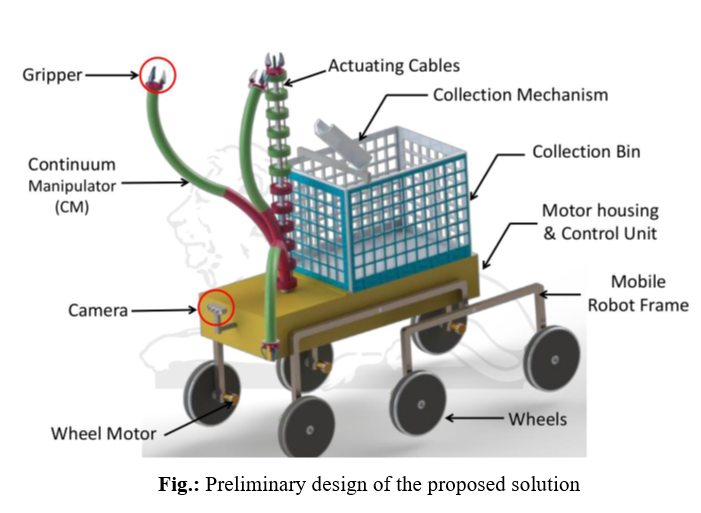 Gripper
Actuating Cables
Collection Mechanism
Continuum
Manipulator
(CM)
Collection Bin
Motor housing
& Control Unit
Camera
Mobile
Robot Frame
Wheel Motor
Wheels
Fig.: Preliminary design of the proposed solution